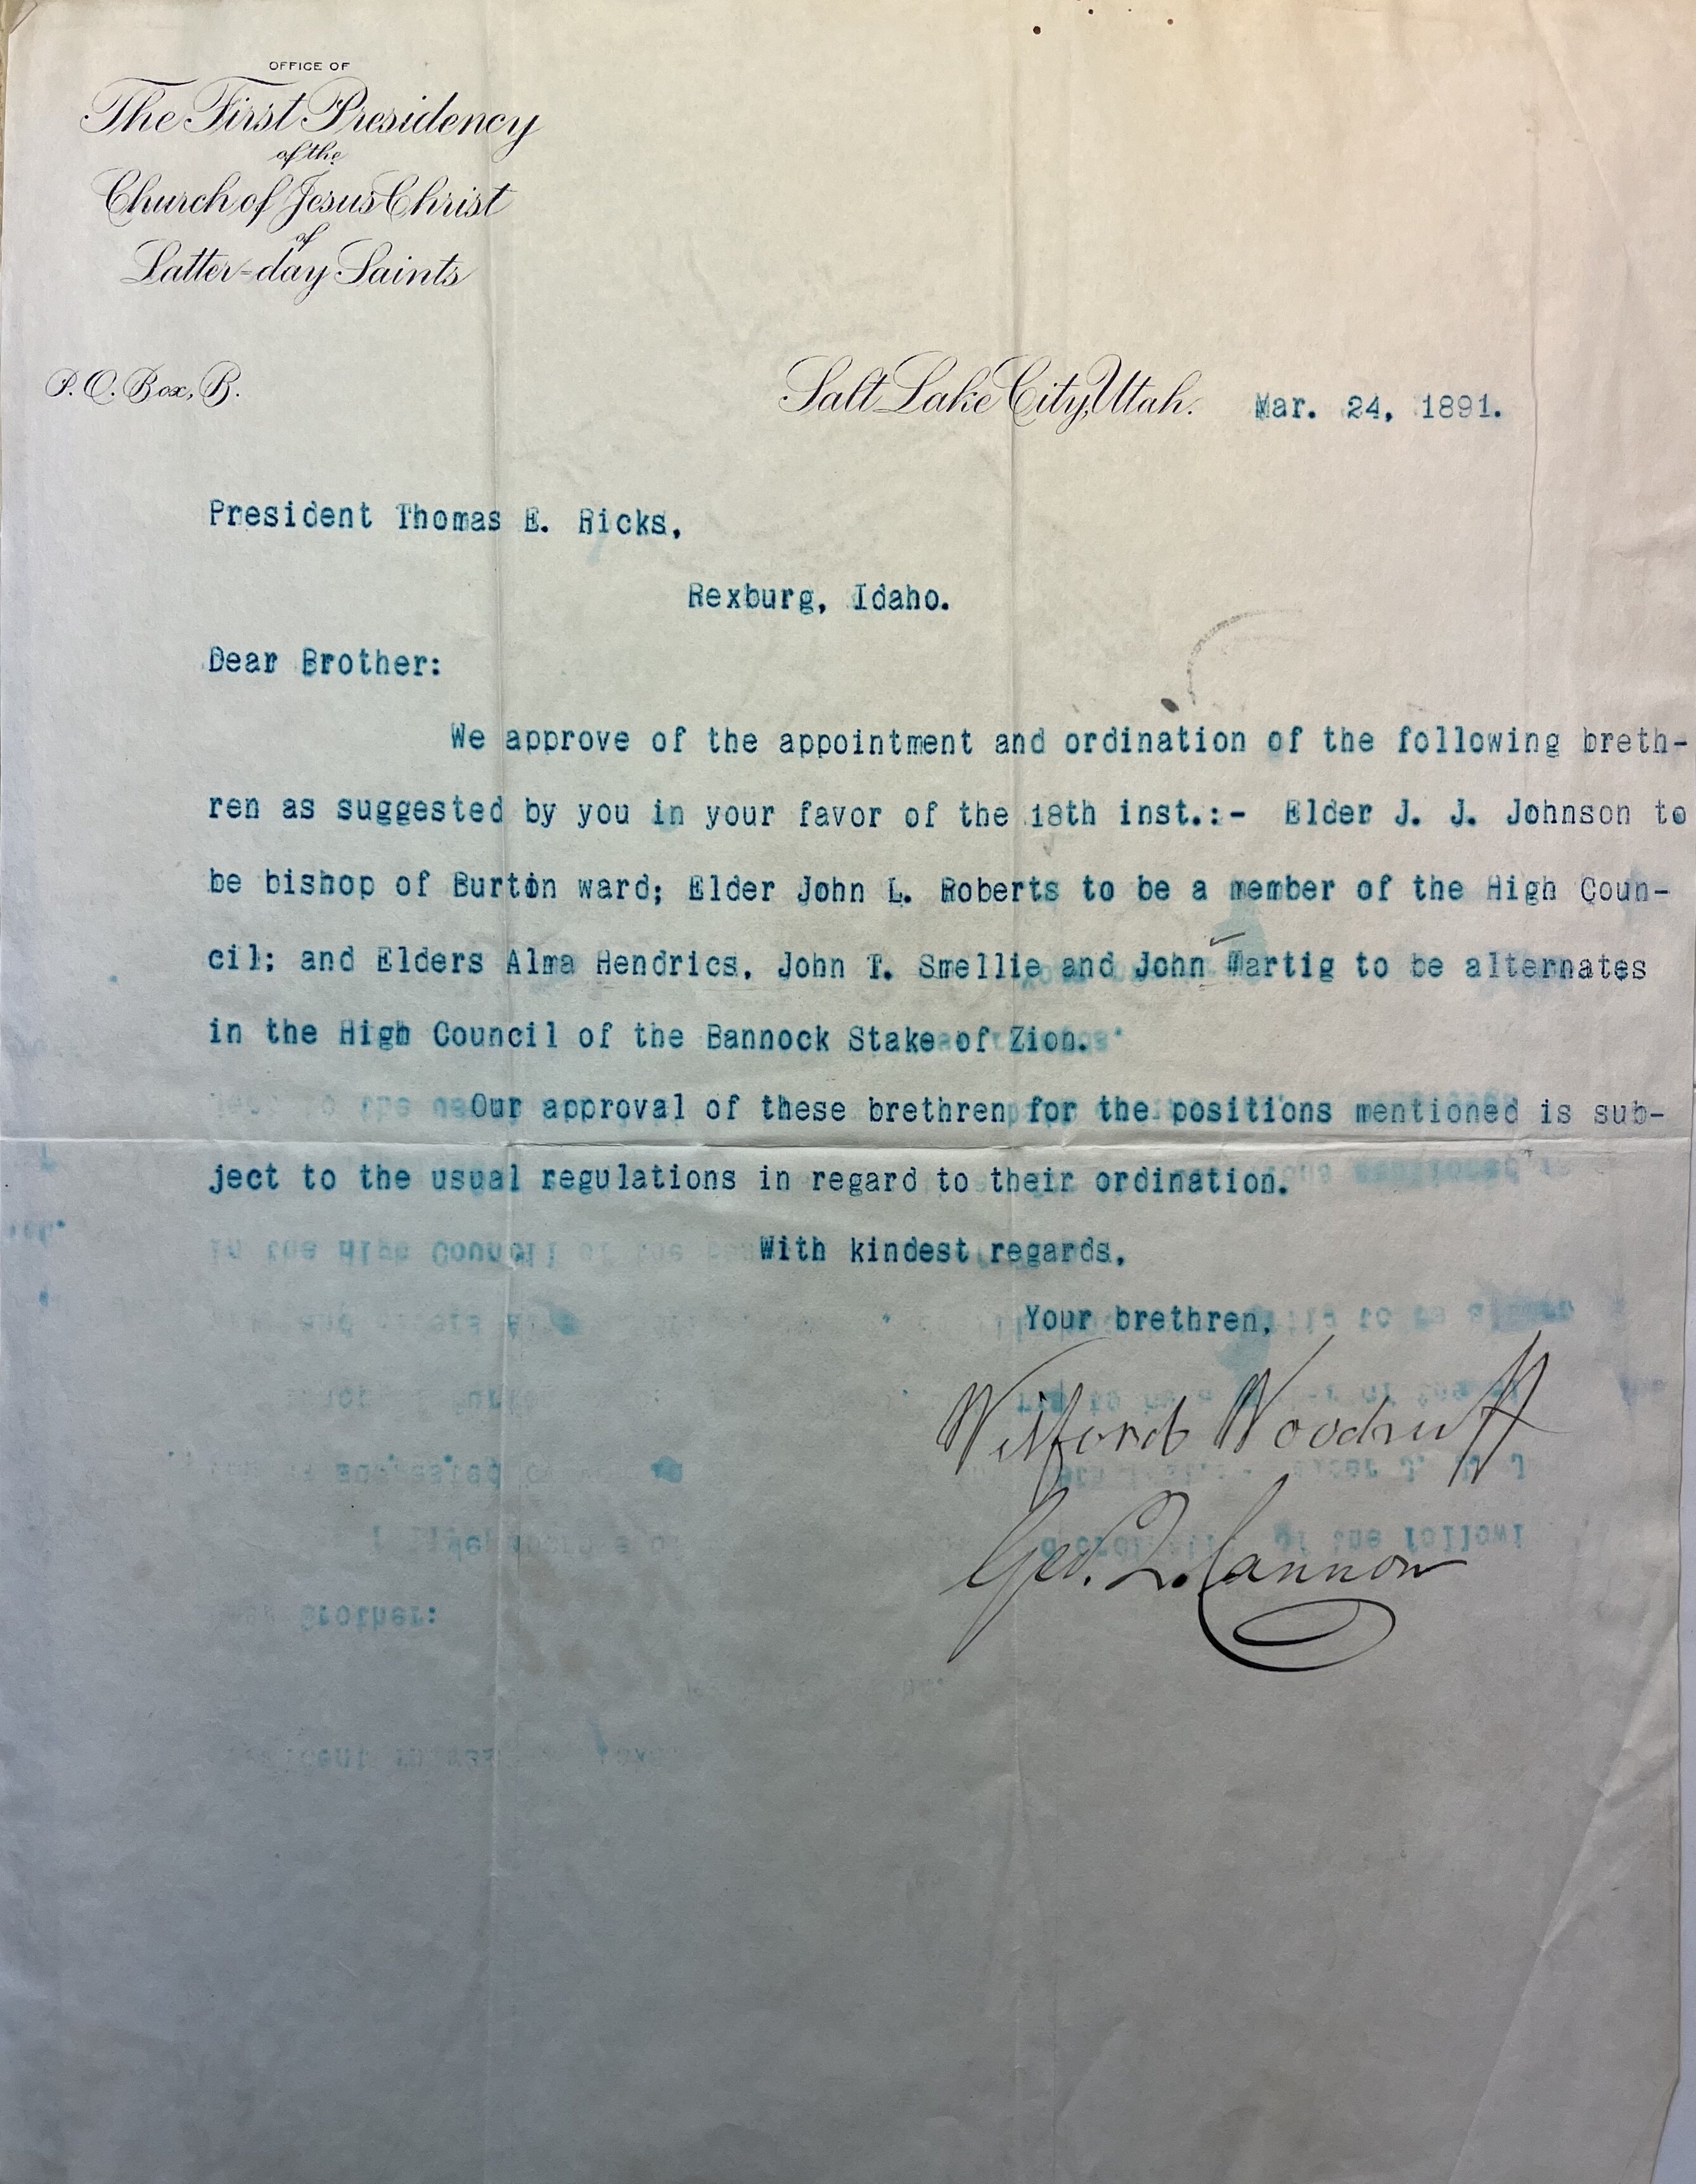 OFFICE OF
The First Presidency
of the
Church of Jesus Christ
of
Latter-day Saints
P. O. Box, B.
Salt Lake City, Utah. Mar. 24, 1891.
President Thomas E. Ricks,
Rexburg, Idaho.
Dear Brother:
We approve of the appointment and ordination of the following breth-
ren as suggested by you in your favor of the 18th inst.:- Elder J. J. Johnson to
be bishop of Burton ward; Elder John L. Roberts to be a member of the High Coun-
cil; and Elders Alma Hendrics, John T. Smellie and John Martig to be alternates
in the High Council of the Bannock Stake of Zion.
Our approval of these brethren for the positions mentioned is sub-
ject to the usual regulations in regard to their ordination.
With kindest regards,
Your brethren,
Wilford Woodruff
Geo. Q. Cannon